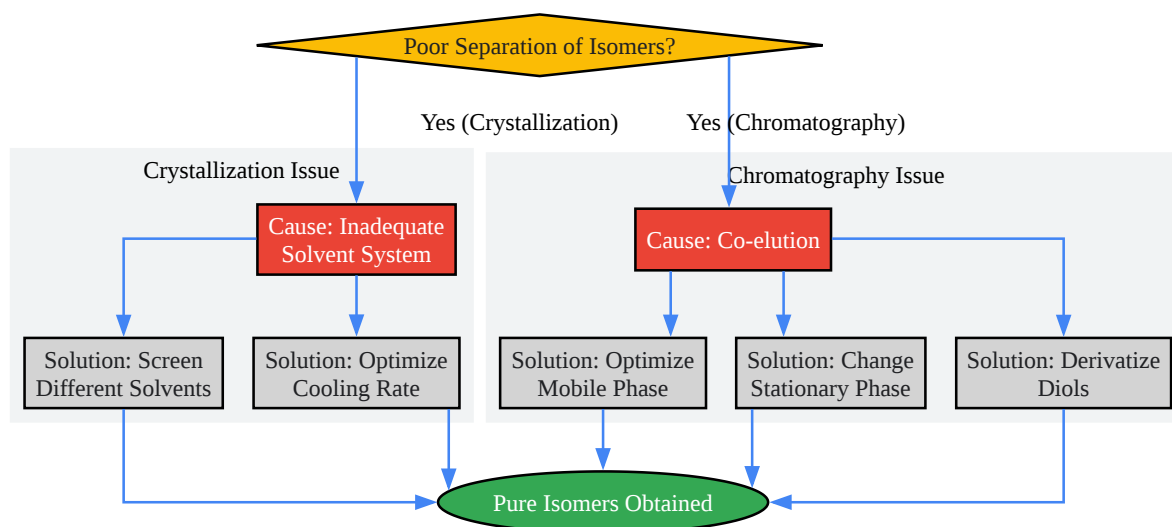 Poor Separation of Isomers?
Yes (Crystallization)
Yes (Chromatography)
Crystallization Issue
Chromatography Issue
Cause: Inadequate
Solvent System
Cause: Co-elution
Solution: Screen
Different Solvents
Solution: Optimize
Cooling Rate
Solution: Optimize
Mobile Phase
Solution: Change
Stationary Phase
Solution: Derivatize
Diols
Pure Isomers Obtained